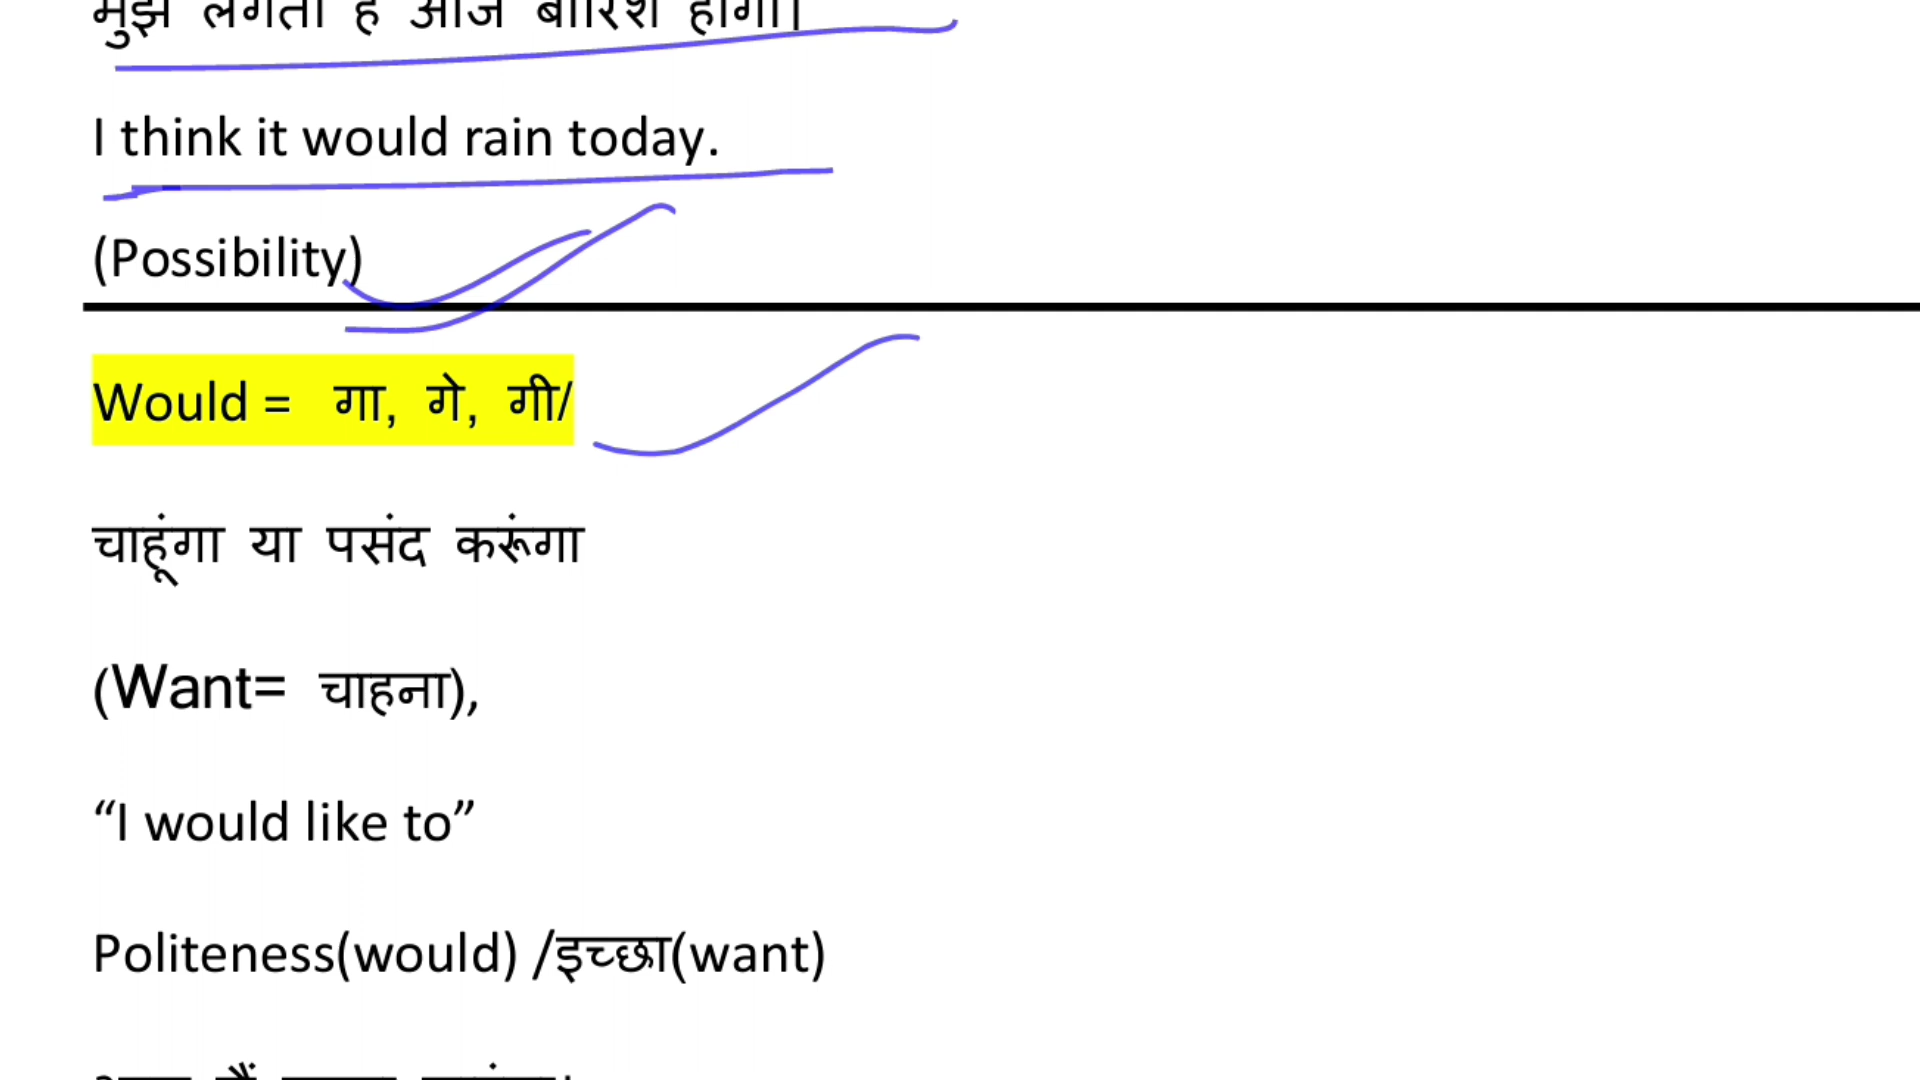 मुझे लगता है आज बारिश होगी।
I think it would rain today.
(Possibility)
Would = गा, गे, गी/
चाहूंगा या पसंद करूंगा
(Want= चाहना),
“I would like to”
Politeness(would) /इच्छा(want)